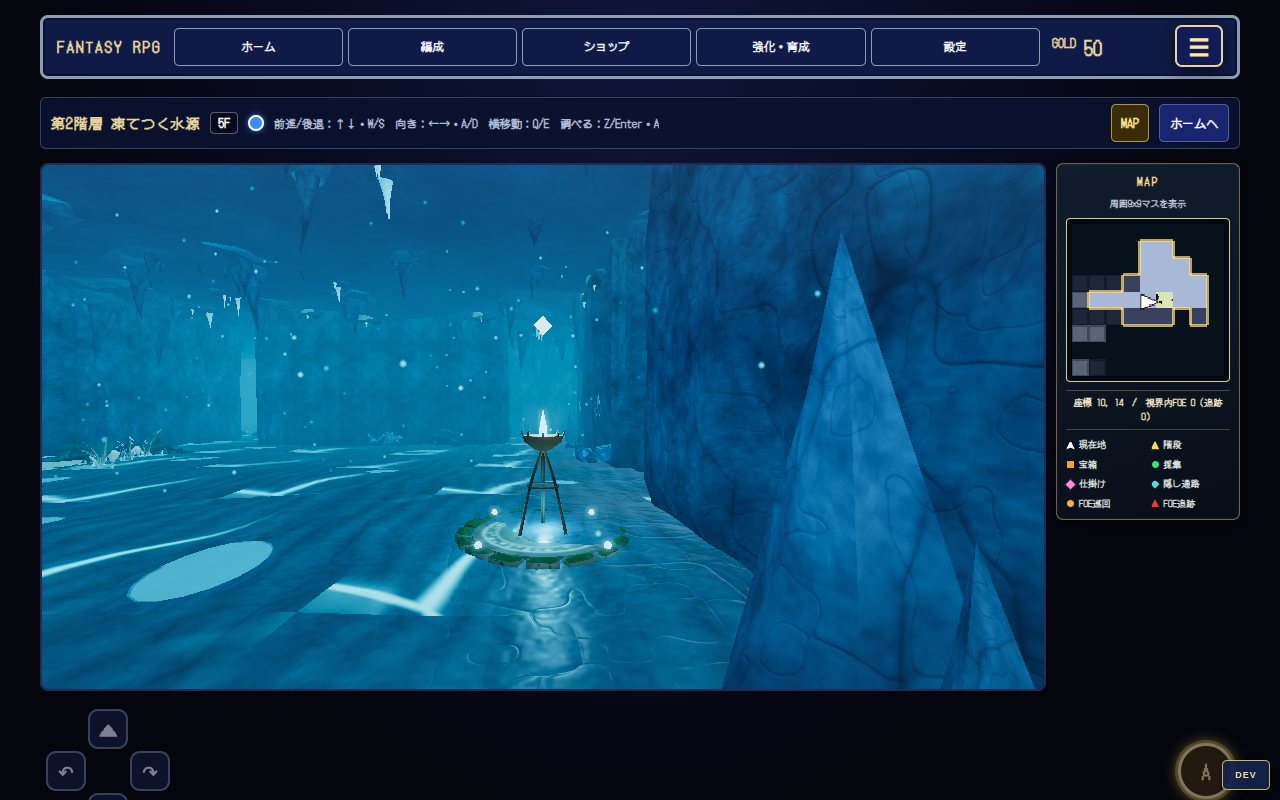 FANTASY RPG
ホーム
編成
ショップ
強化・育成
設定
GOLD 50
第2階層 凍てつく水源
5F
前進/後退：↑↓・W/S 向き：←→・A/D 横移動：Q/E 調べる：Z/Enter・A
MAP
ホームへ
MAP
周囲9x9マスを表示
座標 10, 14 / 視界内FOE 0（追跡
0）
現在地
階段
宝箱
採集
仕掛け
隠し通路
FOE巡回
FOE追跡
A
DEV